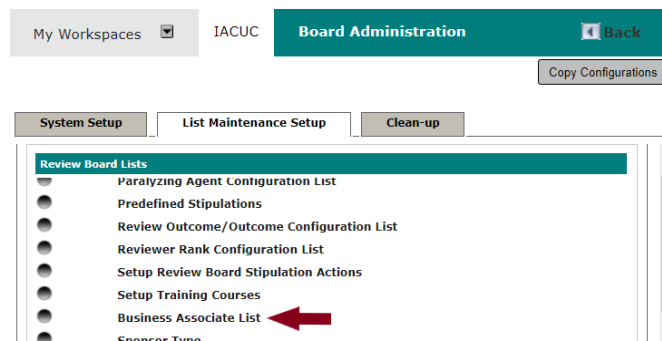 My Workspaces IACUC Board Administration Back
Copy Configurations
System Setup List Maintenance Setup Clean-up
Review Board Lists
Paralyzing Agent Configuration List
Predefined Stipulations
Review Outcome/Outcome Configuration List
Reviewer Rank Configuration List
Setup Review Board Stipulation Actions
Setup Training Courses
Business Associate List
Sponsor Type